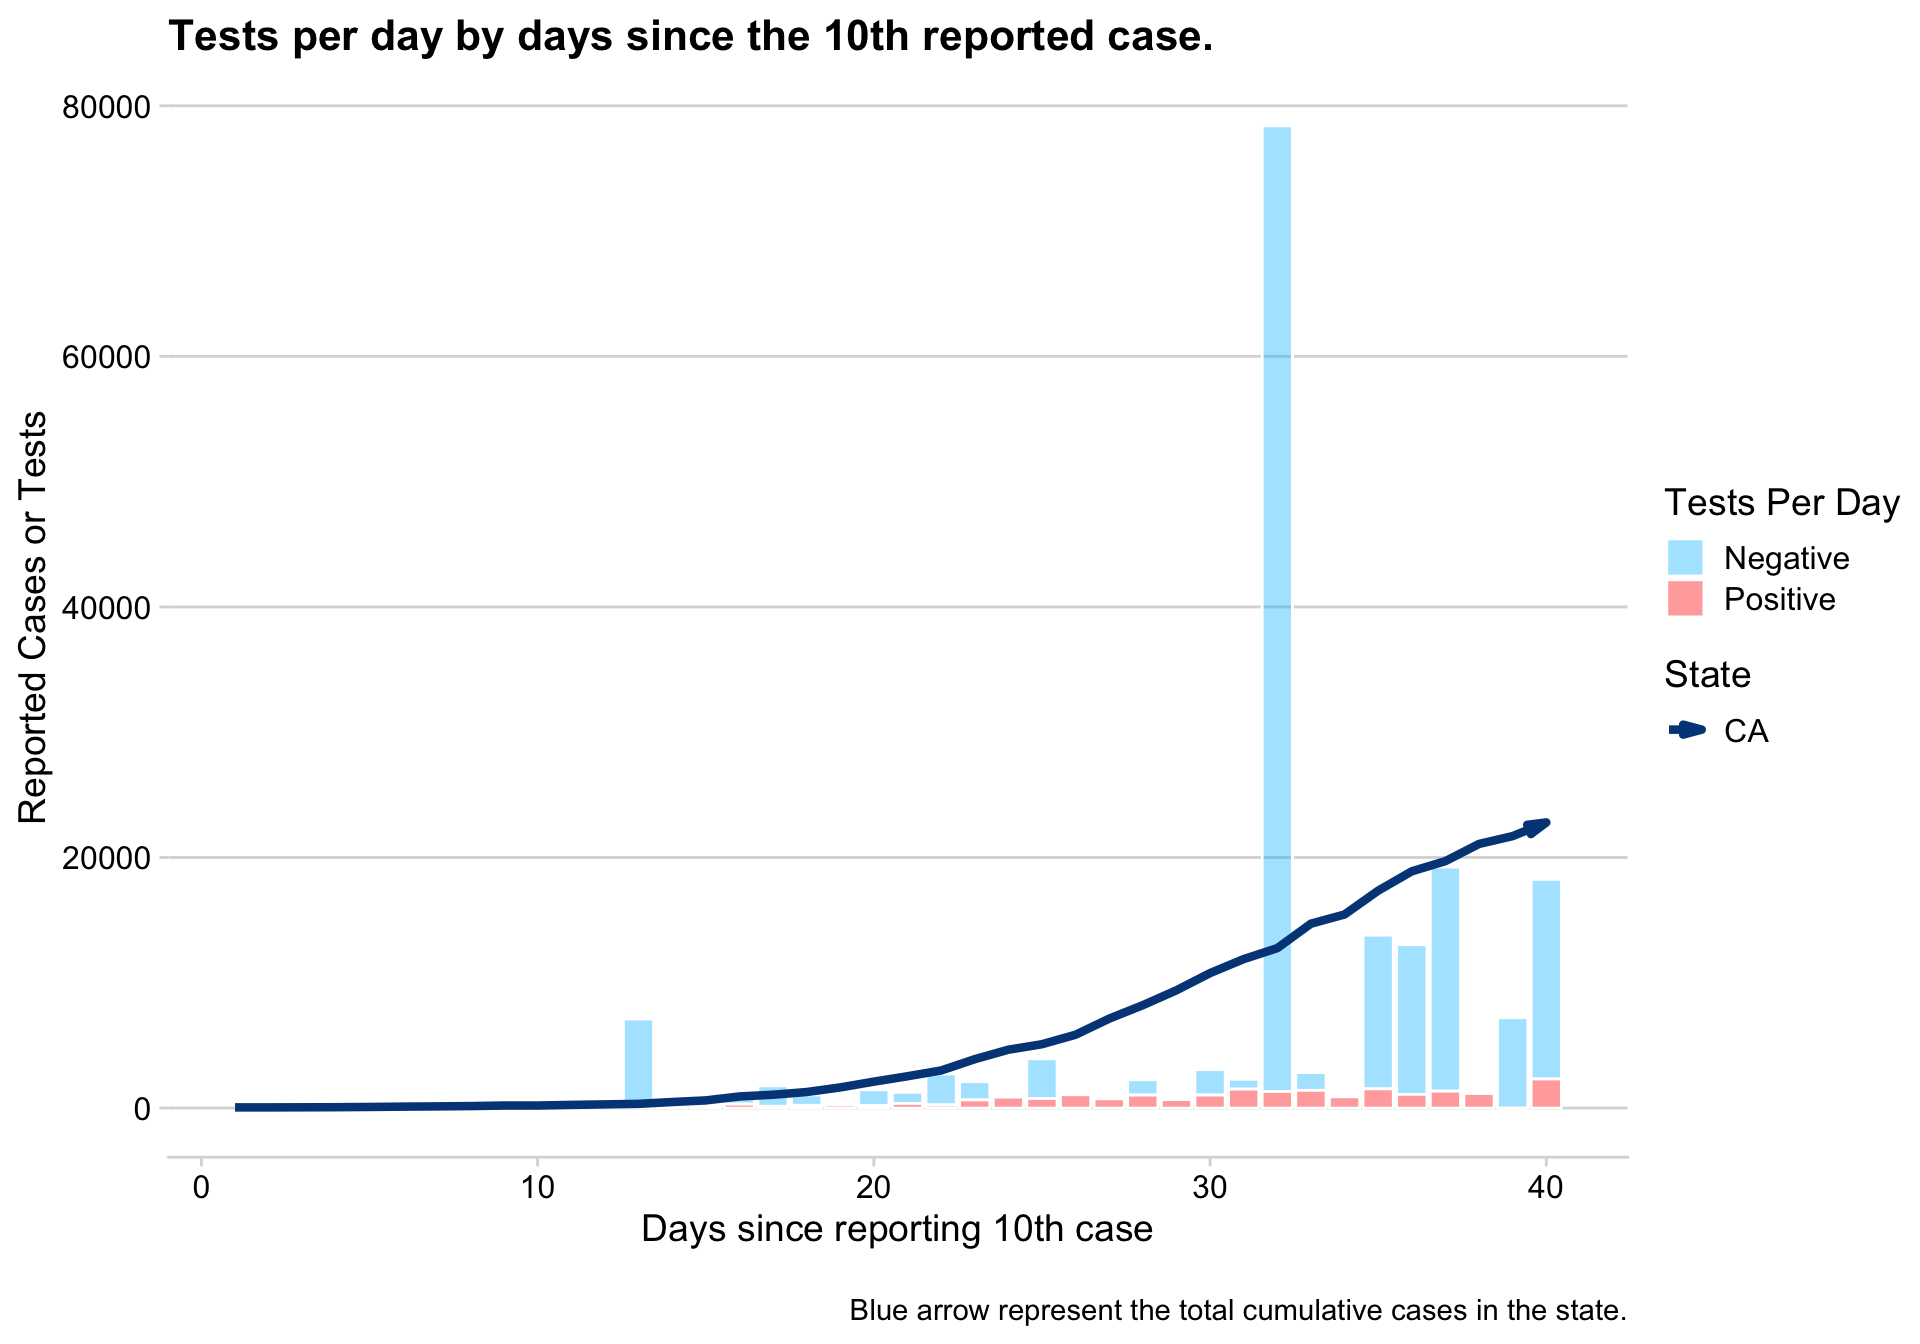 Tests per day by days since the 10th reported case.
80000
60000
40000
20000
0
Reported Cases or Tests
0 10 20 30 40
Days since reporting 10th case
Tests Per Day
Negative
Positive
State
CA
Blue arrow represent the total cumulative cases in the state.